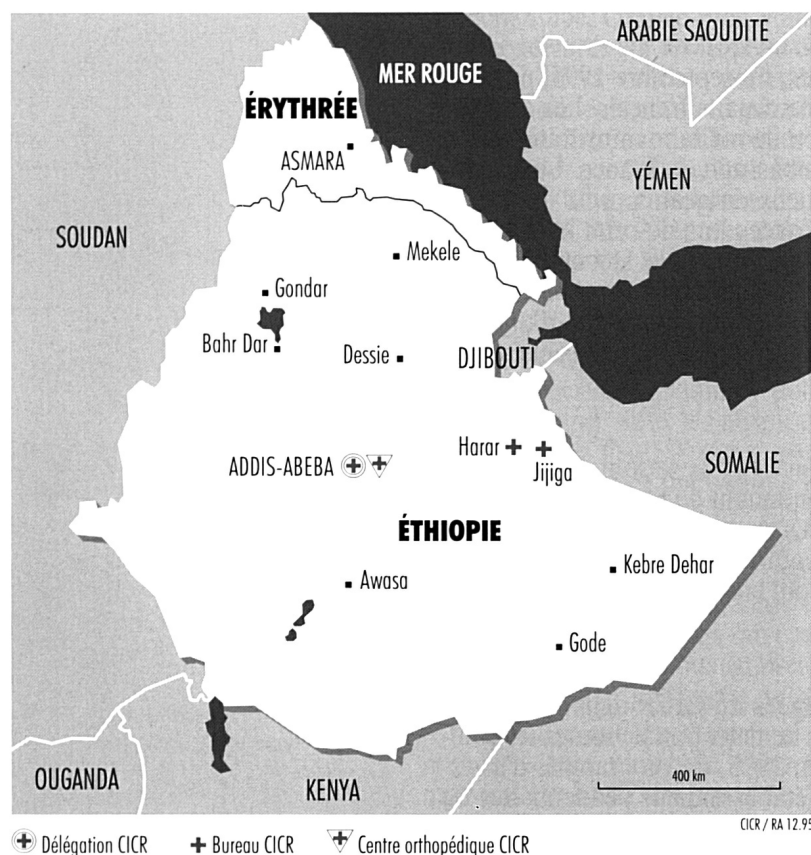 ARABIE SAOUDITE
MER ROUGE
ÉRYTHRÉE
ASMARA
YÉMEN
SOUDAN
Mekele
Gondar
Bahr Dar
Dessie
DJIBOUTI
Harar
Jijiga
ADDIS-ABEBA
SOMALIE
ÉTHIOPIE
Kebre Dehar
Awasa
Gode
OUGANDA
KENYA
400 km
CICR / RA 12.95
Délégation CICR
Bureau CICR
Centre orthopédique CICR